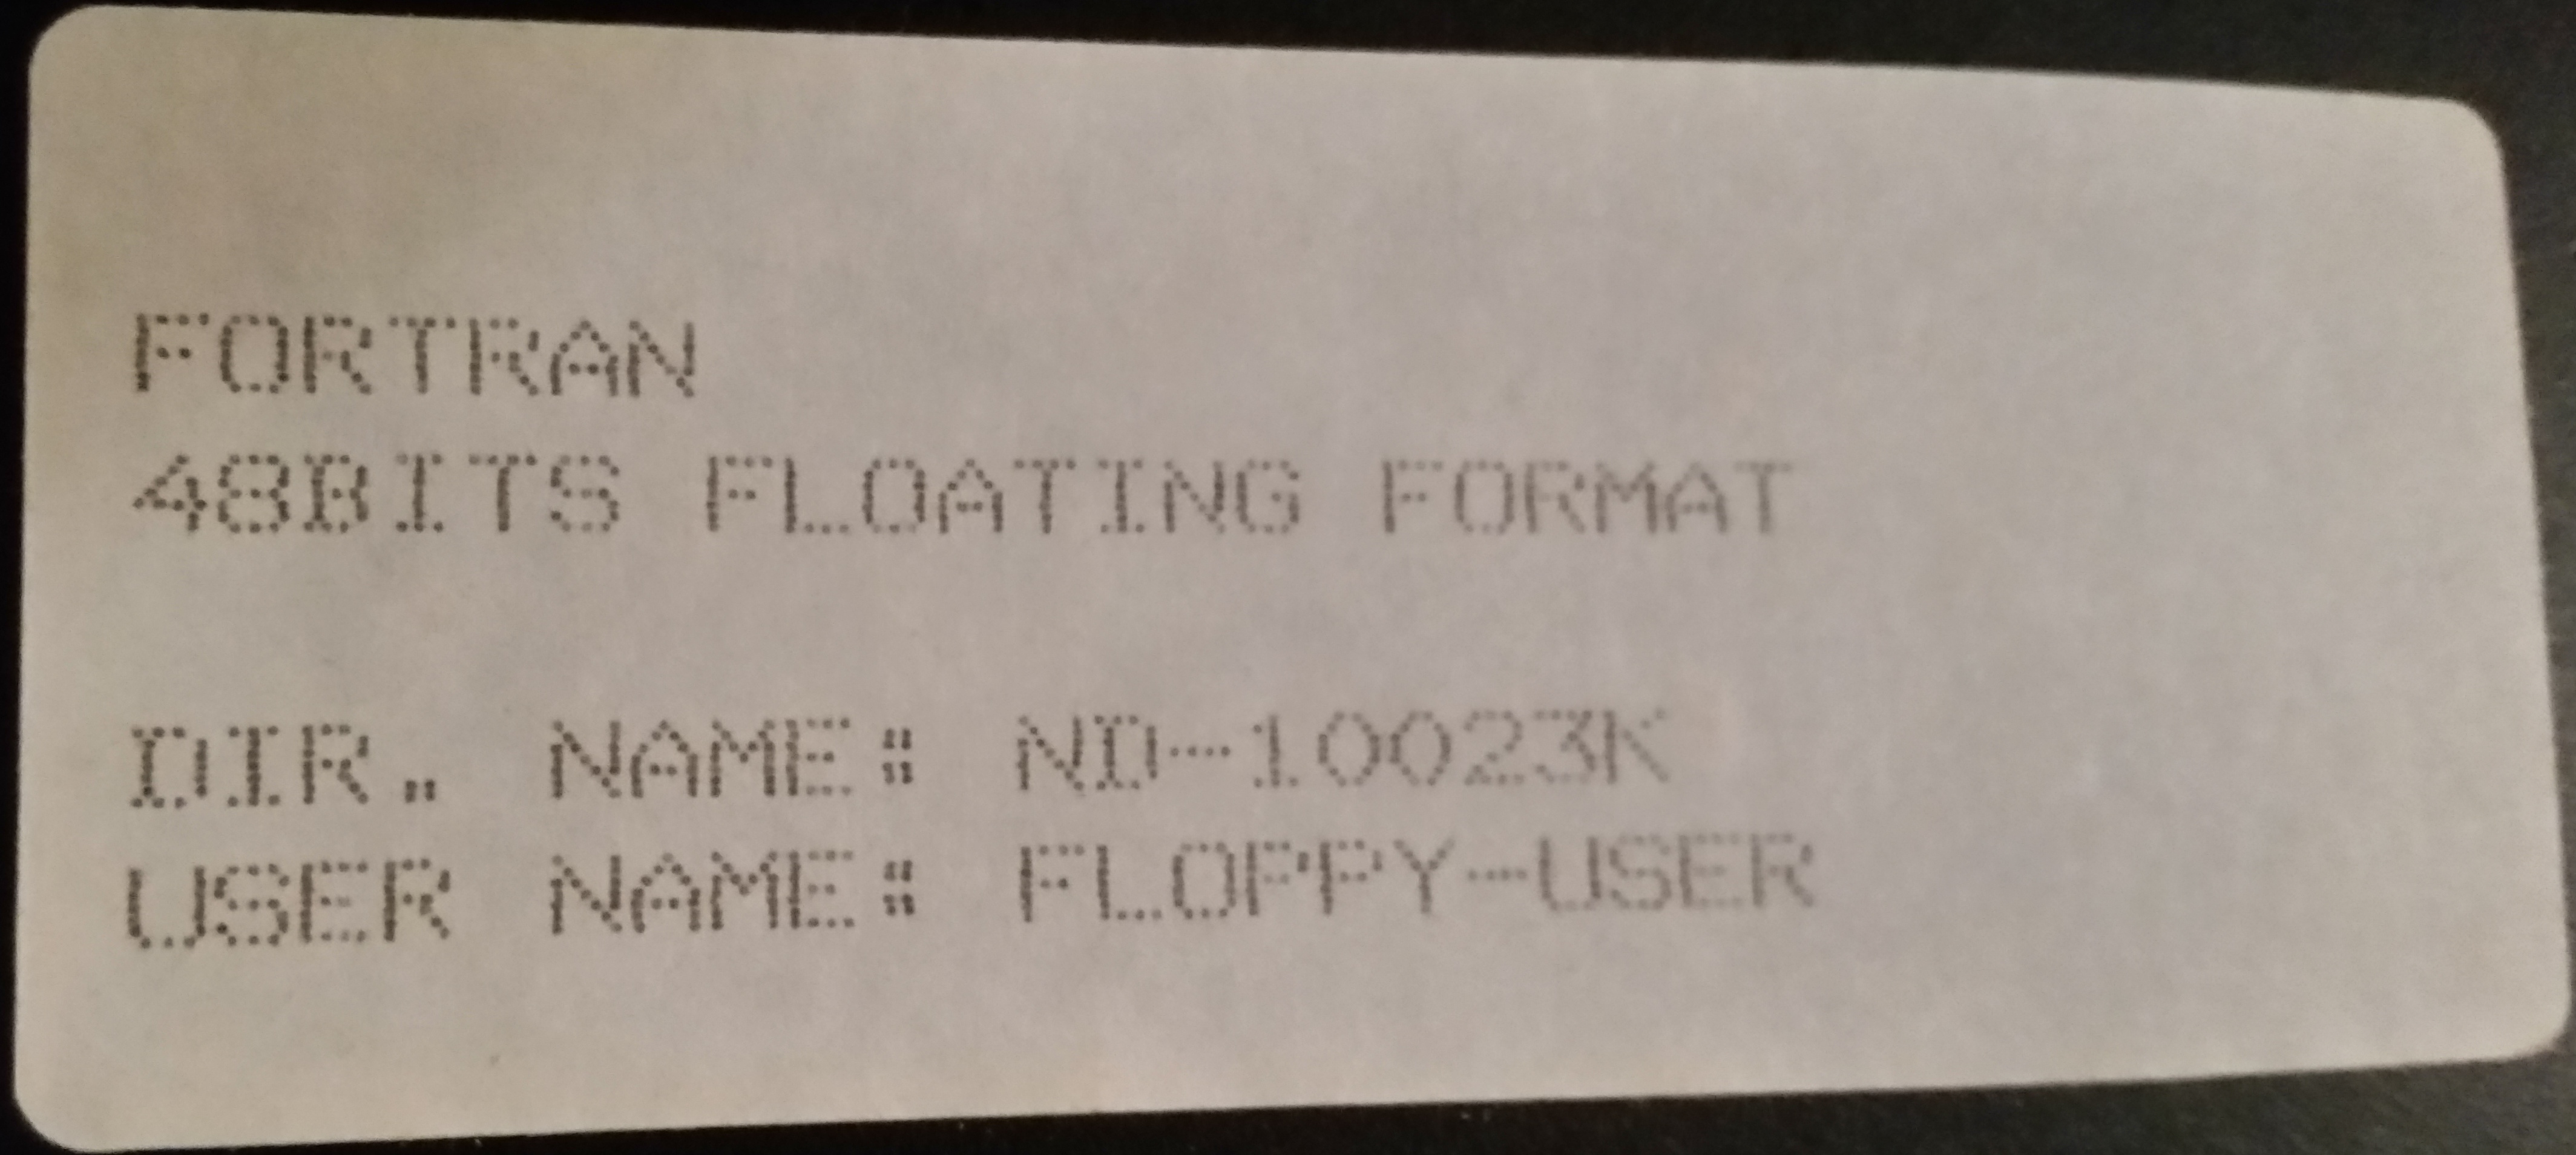 FORTRAN
48BITS FLOATING FORMAT
DIR. NAME: ND-10023K
USER NAME: FLOPPY-USER